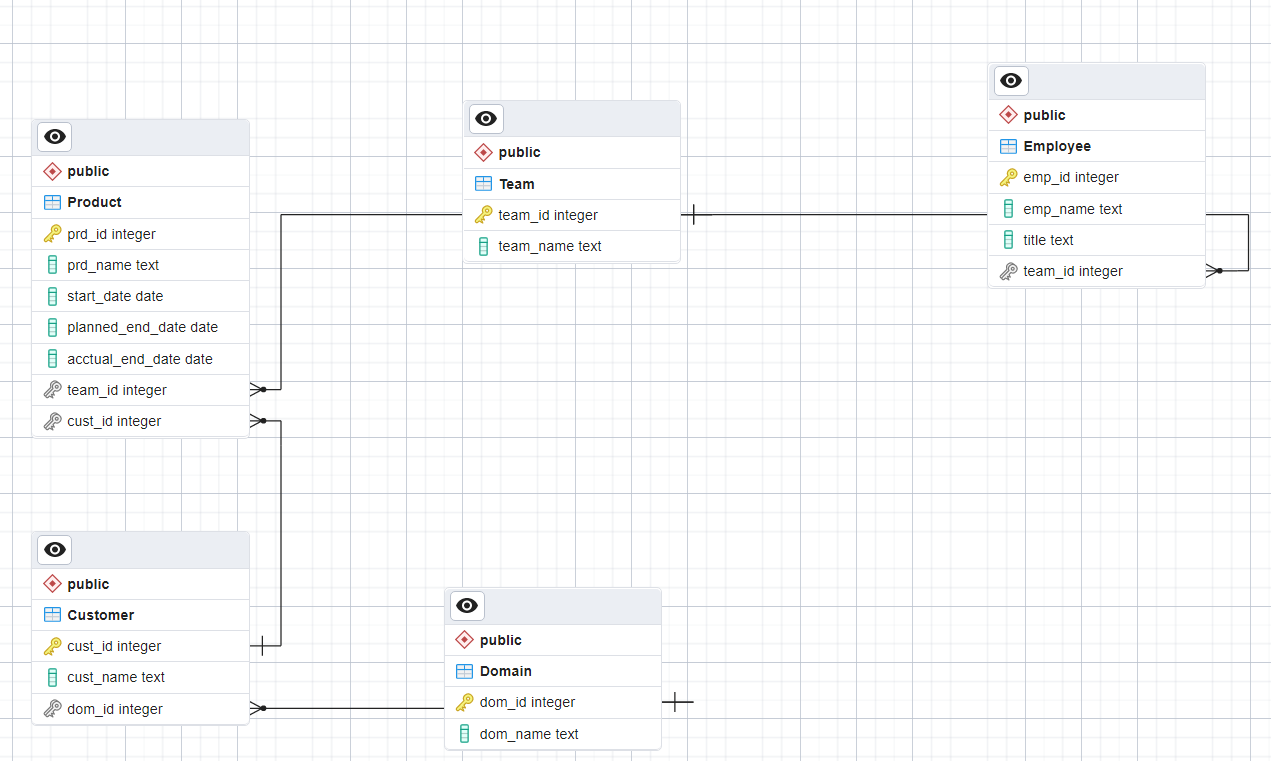 public
Product
prd_id integer
prd_name text
start_date date
planned_end_date date
acctual_end_date date
team_id integer
cust_id integer
public
Team
team_id integer
team_name text
public
Employee
emp_id integer
emp_name text
title text
team_id integer
public
Customer
cust_id integer
cust_name text
dom_id integer
public
Domain
dom_id integer
dom_name text